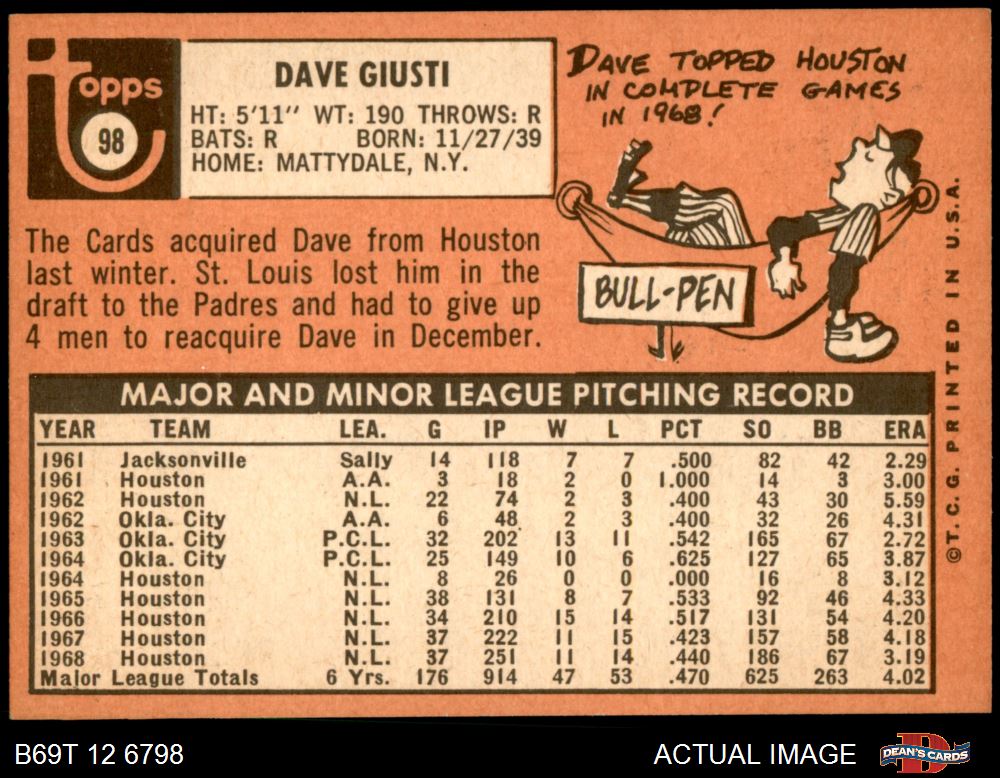 Topps
98
DAVE GIUSTI
HT: 5'11" WT: 190 THROWS: R
BATS: R BORN: 11/27/39
HOME: MATTYDALE, N.Y.
DAVE TOPPED HOUSTON
IN COMPLETE GAMES
IN 1968!
BULL-PEN
The Cards acquired Dave from Houston
last winter. St. Louis lost him in the
draft to the Padres and had to give up
4 men to reacquire Dave in December.
MAJOR AND MINOR LEAGUE PITCHING RECORD
YEAR TEAM LEA. G IP W L PCT SO BB ERA
1961 Jacksonville Sally 14 118 7 7 .500 82 42 2.29
1961 Houston A.A. 3 18 2 0 1.000 14 3 3.00
1962 Houston N.L. 22 74 2 3 .400 43 30 5.59
1962 Okla. City A.A. 6 48 2 3 .400 32 26 4.31
1963 Okla. City P.C.L. 32 202 13 11 .542 165 67 2.72
1964 Okla. City P.C.L. 25 149 10 6 .625 127 65 3.87
1964 Houston N.L. 8 26 0 0 .000 16 8 3.12
1965 Houston N.L. 38 131 8 7 .533 92 46 4.33
1966 Houston N.L. 34 210 15 14 .517 131 54 4.20
1967 Houston N.L. 37 222 11 15 .423 157 58 4.18
1968 Houston N.L. 37 251 11 14 .440 186 67 3.19
Major League Totals 6 Yrs. 176 914 47 53 .470 625 263 4.02
©T. C. G. PRINTED IN U.S.A.
B69T 12 6798
ACTUAL IMAGE
D
DEAN'S CARDS